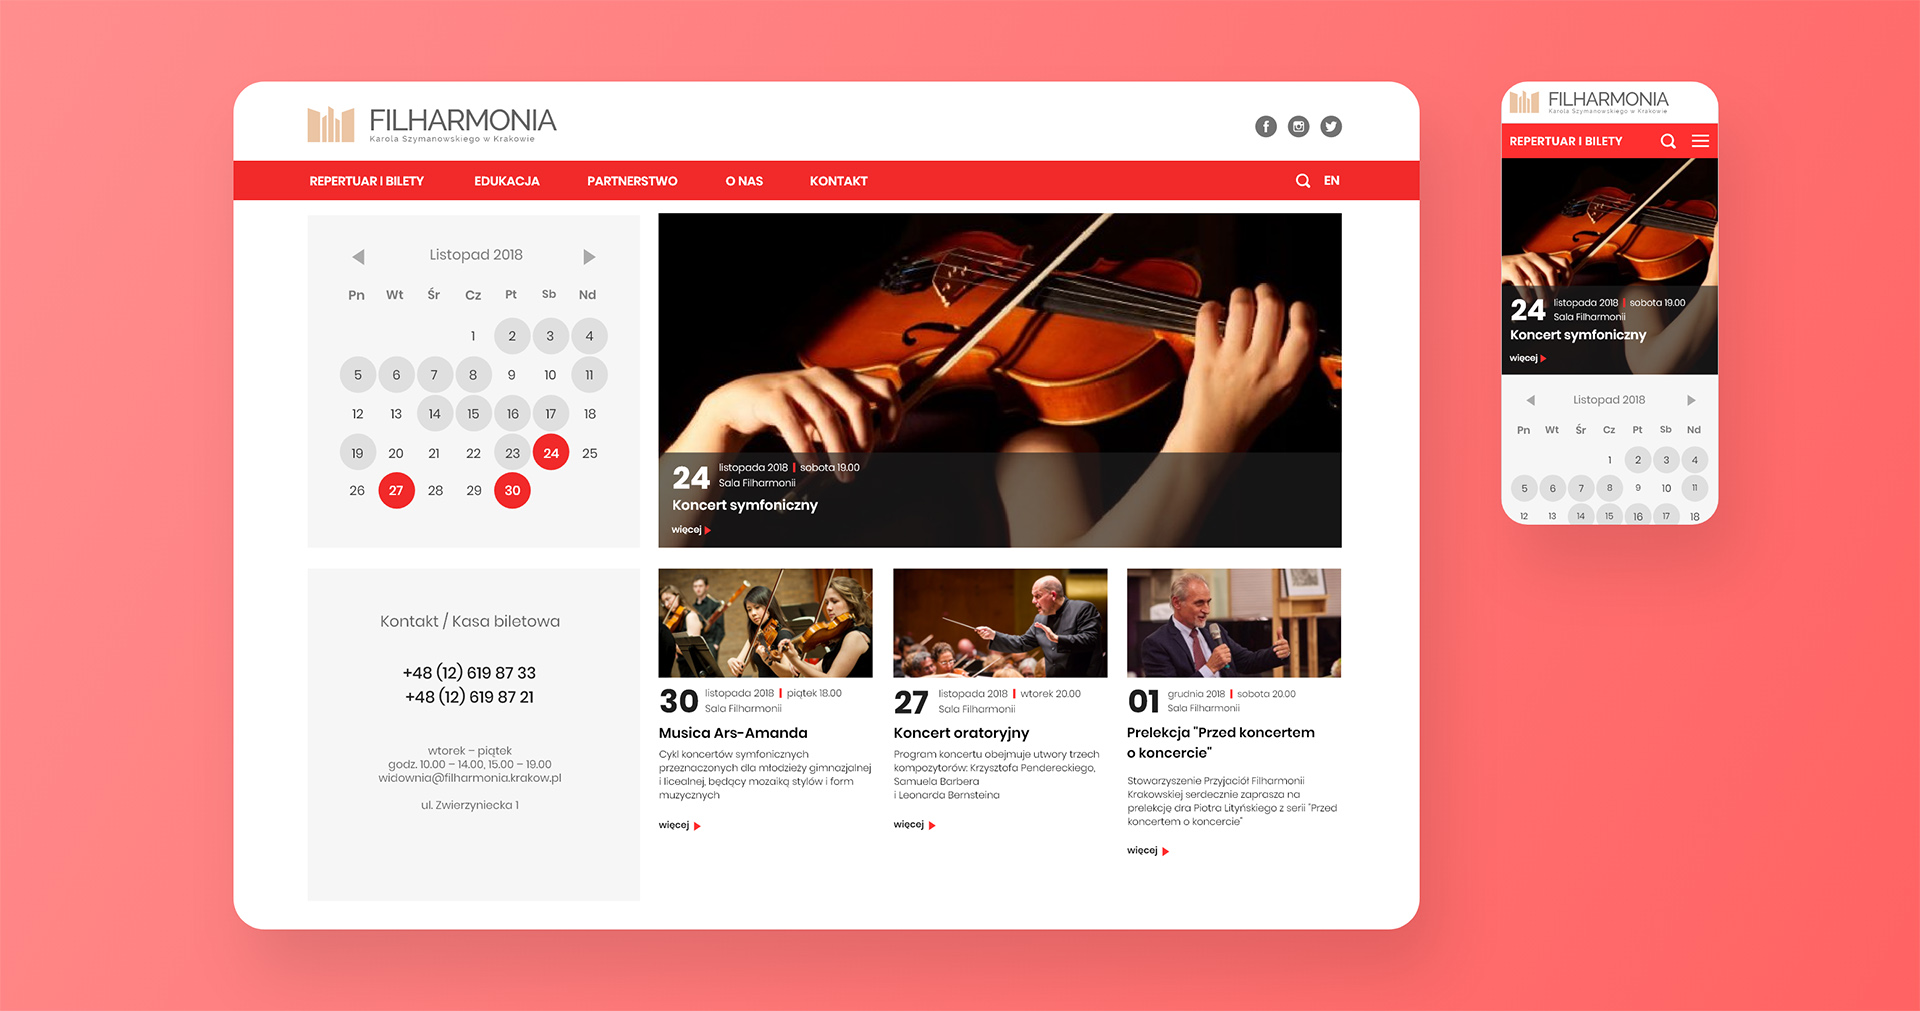 FILHARMONIA
Karola Szymanowskiego w Krakowie
REPERTUAR I BILETY EDUKACJA PARTNERSTWO O NAS KONTAKT EN
Listopad 2018
Pn Wt Śr Cz Pt Sb Nd
1 2 3 4
5 6 7 8 9 10 11
12 13 14 15 16 17 18
19 20 21 22 23 24 25
26 27 28 29 30
24 listopada 2018 | sobota 19.00
Sala Filharmonii
Koncert symfoniczny
więcej
Kontakt / Kasa biletowa
+48 (12) 619 87 33
+48 (12) 619 87 21
wtorek – piątek
godz. 10.00 – 14.00, 15.00 – 19.00
widownia@filharmonia.krakow.pl
ul. Zwierzyniecka 1
30 listopada 2018 | piątek 18.00
Sala Filharmonii
Musica Ars-Amanda
Cykl koncertów symfonicznych
przeznaczonych dla młodzieży gimnazjalnej
i licealnej, będący mozaiką stylów i form
muzycznych
więcej
27 listopada 2018 | wtorek 20.00
Sala Filharmonii
Koncert oratoryjny
Program koncertu obejmuje utwory trzech
kompozytorów: Krzysztofa Pendereckiego,
Samuela Barbera
i Leonarda Bernsteina
więcej
01 grudnia 2018 | sobota 20.00
Sala Filharmonii
Prelekcja "Przed koncertem
o koncercie"
Stowarzyszenie Przyjaciół Filharmonii
Krakowskiej serdecznie zaprasza na
prelekcję dra Piotra Lityńskiego z serii "Przed
koncertem o koncercie"
więcej
FILHARMONIA
Karola Szymanowskiego w Krakowie
REPERTUAR I BILETY
24 listopada 2018 | sobota 19.00
Sala Filharmonii
Koncert symfoniczny
więcej
Listopad 2018
Pn Wt Śr Cz Pt Sb Nd
1 2 3 4
5 6 7 8 9 10 11
12 13 14 15 16 17 18